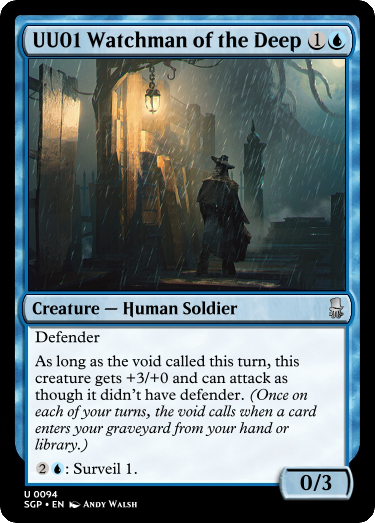 UU01 Watchman of the Deep 1
Creature — Human Soldier
Defender
As long as the void called this turn, this
creature gets +3/+0 and can attack as
though it didn't have defender. (Once on
each of your turns, the void calls when a card
enters your graveyard from your hand or
library.)
2 : Surveil 1.
0/3
U 0094
SGP • EN Andy Walsh